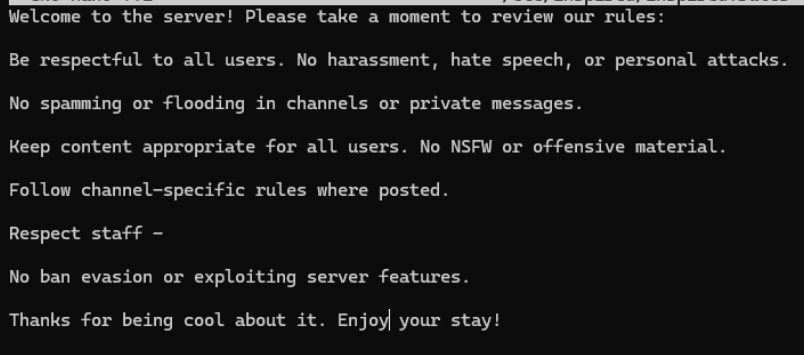 Welcome to the server! Please take a moment to review our rules:
Be respectful to all users. No harassment, hate speech, or personal attacks.
No spamming or flooding in channels or private messages.
Keep content appropriate for all users. No NSFW or offensive material.
Follow channel-specific rules where posted.
Respect staff -
No ban evasion or exploiting server features.
Thanks for being cool about it. Enjoy your stay!